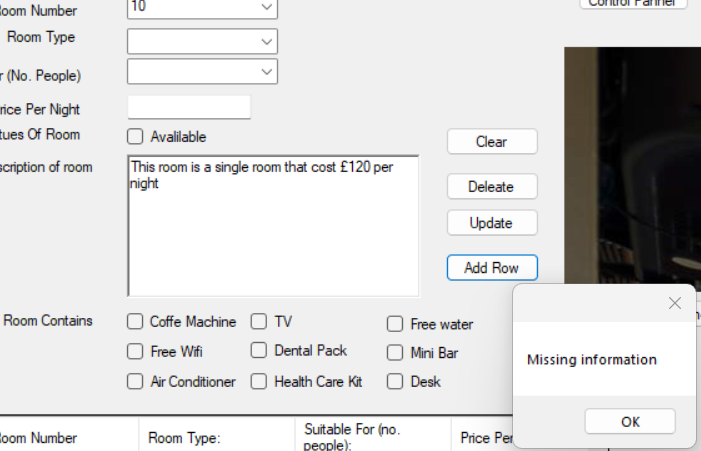 Room Number
10
Control Pannel
Room Type
r (No. People)
rice Per Night
tues Of Room
Avalilable
scription of room
This room is a single room that cost £120 per
night
Clear
Deleate
Update
Add Row
Room Contains
Coffe Machine
TV
Free water
Free Wifi
Dental Pack
Mini Bar
Air Conditioner
Health Care Kit
Desk
Missing information
OK
Room Number
Room Type:
Suitable For (no.
people):
Price Per